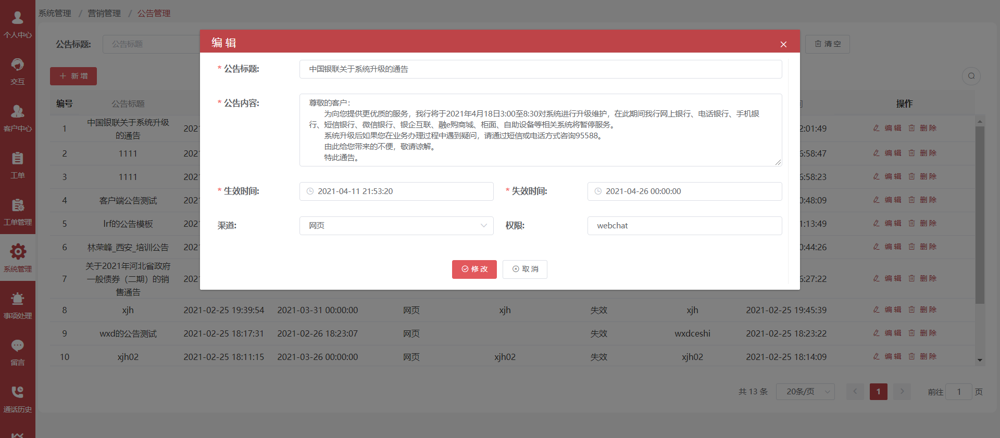 系统管理 / 营销管理 / 公告管理
个人中心
交互
客户中心
工单
工单管理
系统管理
事项处理
留言
通话历史
公告标题: 公告标题
清空
新增
编辑
* 公告标题: 中国银联关于系统升级的通告
* 公告内容: 尊敬的客户：
为向您提供更优质的服务，我行将于2021年4月18日3:00至8:30对系统进行升级维护，在此期间我行网上银行、电话银行、手机银
行、短信银行、微信银行、银企互联、融e购商城、柜面、自助设备等相关系统将暂停服务。
系统升级后如果您在业务办理过程中遇到疑问，请通过短信或电话方式咨询95588。
由此给您带来的不便，敬请谅解。
特此通告。
* 生效时间: 2021-04-11 21:53:20 * 失效时间: 2021-04-26 00:00:00
渠道: 网页 权限: webchat
修改 取消
编号 公告标题 操作
1 中国银联关于系统升级
的通告 2021 2:01:49 编辑 删除
2 1111 2021 6:58:47 编辑 删除
3 1111 2021 6:58:23 编辑 删除
4 客户端公告测试 2021 0:48:09 编辑 删除
5 lrf的公告模板 2021 1:13:49 编辑 删除
6 林荣峰_西安_培训公告 2021 0:44:26 编辑 删除
7 关于2021年河北省政府
一般债券（二期）的销
售通告 2021 6:27:22 编辑 删除
8 xjh 2021-02-25 19:39:54 2021-03-31 00:00:00 网页 xjh 失效 xjh 2021-02-25 19:45:39 编辑 删除
9 wxd的公告测试 2021-02-25 18:17:31 2021-02-26 18:23:07 网页 失效 wxdceshi 2021-02-25 18:23:22 编辑 删除
10 xjh02 2021-02-25 18:11:15 2021-03-26 00:00:00 网页 xjh02 失效 xjh02 2021-02-25 18:14:09 编辑 删除
共 13 条 20条/页 1 前往 1 页